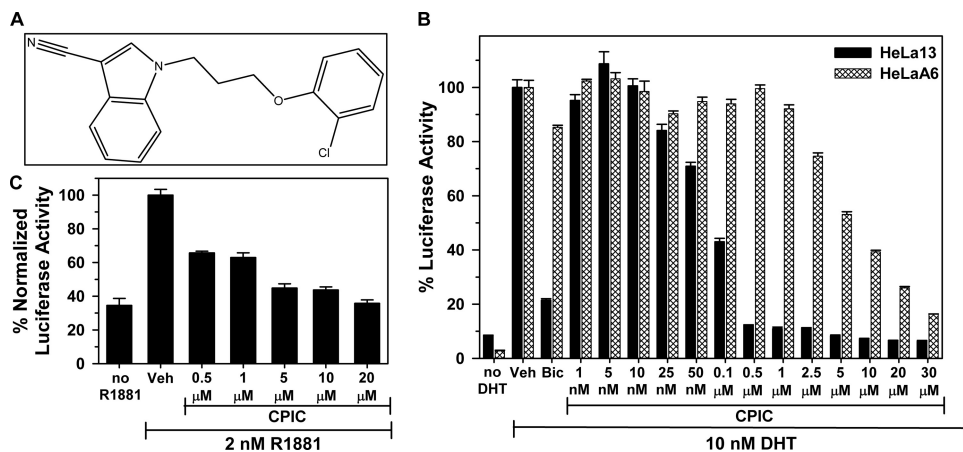 A
N
N
O
Cl
B
% Luciferase Activity
100
80
60
40
20
0
HeLa13
HeLaA6
no DHT
Veh
Bic
1 nM
5 nM
10 nM
25 nM
50 nM
0.1 μM
0.5 μM
1 μM
2.5 μM
5 μM
10 μM
20 μM
30 μM
CPIC
10 nM DHT
C
% Normalized
Luciferase Activity
100
80
60
40
20
0
no R1881
Veh
0.5 μM
1 μM
5 μM
10 μM
20 μM
CPIC
2 nM R1881